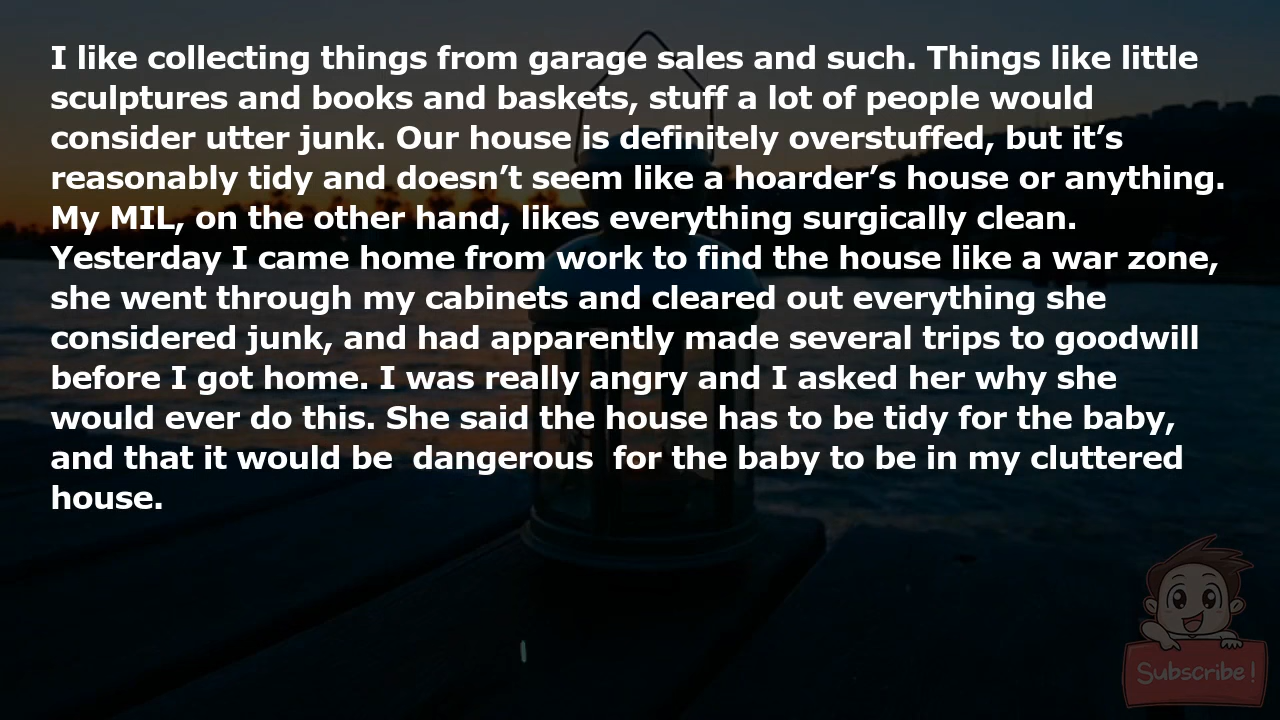 I like collecting things from garage sales and such. Things like little
sculptures and books and baskets, stuff a lot of people would
consider utter junk. Our house is definitely overstuffed, but it’s
reasonably tidy and doesn’t seem like a hoarder’s house or anything.
My MIL, on the other hand, likes everything surgically clean.
Yesterday I came home from work to find the house like a war zone,
she went through my cabinets and cleared out everything she
considered junk, and had apparently made several trips to goodwill
before I got home. I was really angry and I asked her why she
would ever do this. She said the house has to be tidy for the baby,
and that it would be  dangerous  for the baby to be in my cluttered
house.
Subscribe!